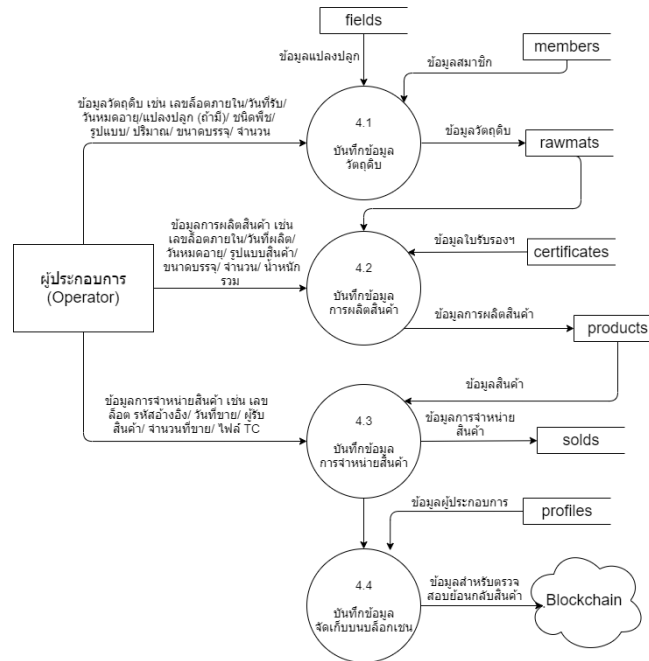 fields
ข้อมูลแปลงปลูก
members
ข้อมูลสมาชิก
ข้อมูลวัตถุดิบ เช่น เลขล็อตภายใน/วันที่รับ/
วันหมดอายุ/แปลงปลูก (ถ้ามี)/ ชนิดพืช/
รูปแบบ/ ปริมาณ/ ขนาดบรรจุ/ จำนวน
4.1
บันทึกข้อมูล
วัตถุดิบ
ข้อมูลวัตถุดิบ
rawmats
ข้อมูลการผลิตสินค้า เช่น
เลขล็อตภายใน/วันที่ผลิต/
วันหมดอายุ/ รูปแบบสินค้า/
ขนาดบรรจุ/ จำนวน/ น้ำหนัก
รวม
ผู้ประกอบการ
(Operator)
4.2
บันทึกข้อมูล
การผลิตสินค้า
ข้อมูลใบรับรองฯ
certificates
ข้อมูลการผลิตสินค้า
products
ข้อมูลสินค้า
ข้อมูลการจำหน่ายสินค้า เช่น เลข
ล็อต รหัสอ้างอิง/ วันที่ขาย/ ผู้รับ
สินค้า/ จำนวนที่ขาย/ ไฟล์ TC
4.3
บันทึกข้อมูล
การจำหน่ายสินค้า
ข้อมูลการจำหน่าย
สินค้า
solds
ข้อมูลผู้ประกอบการ
profiles
4.4
บันทึกข้อมูล
จัดเก็บบนบล็อกเชน
ข้อมูลสำหรับตรวจ
สอบย้อนกลับสินค้า
Blockchain